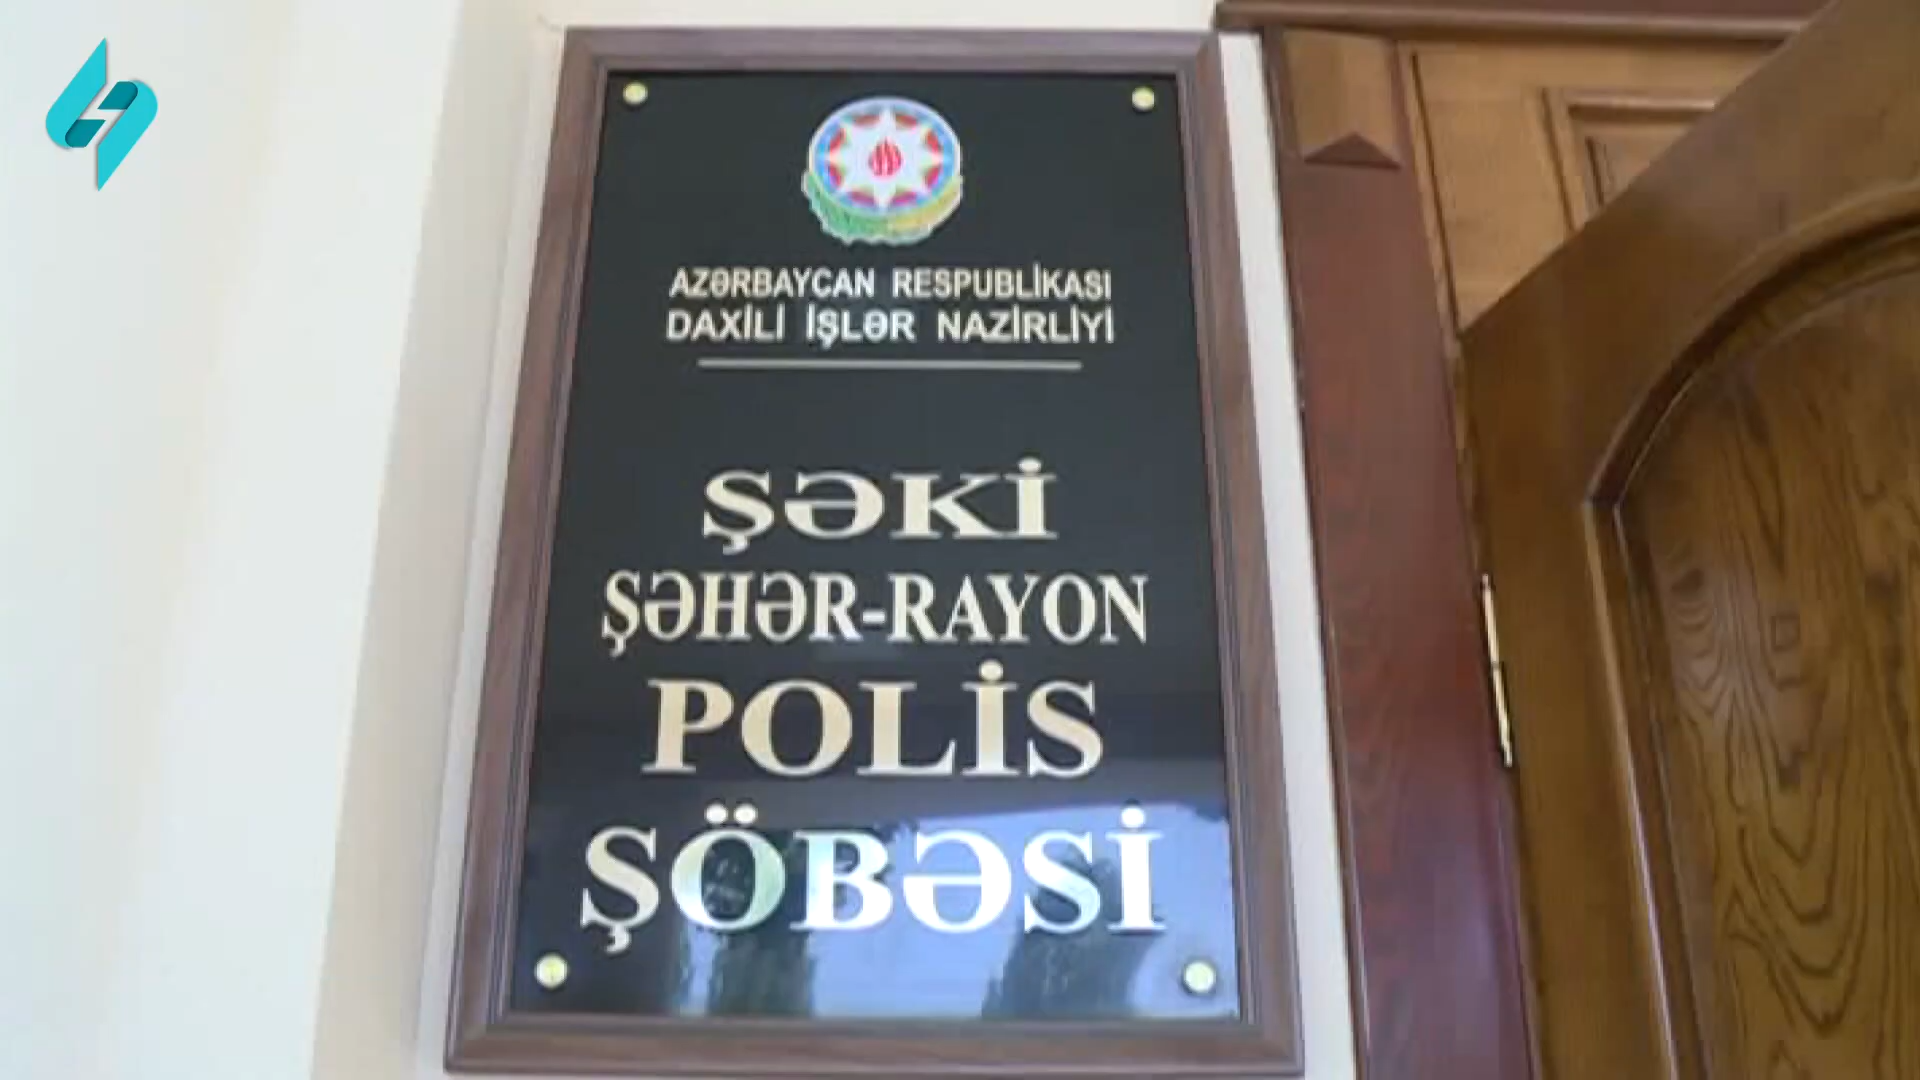 AZƏRBAYCAN RESPUBLİKASI
DAXİLİ İŞLƏR NAZİRLİYİ
ŞƏKİ
ŞƏHƏR-RAYON
POLİS
ŞÖBƏSİ